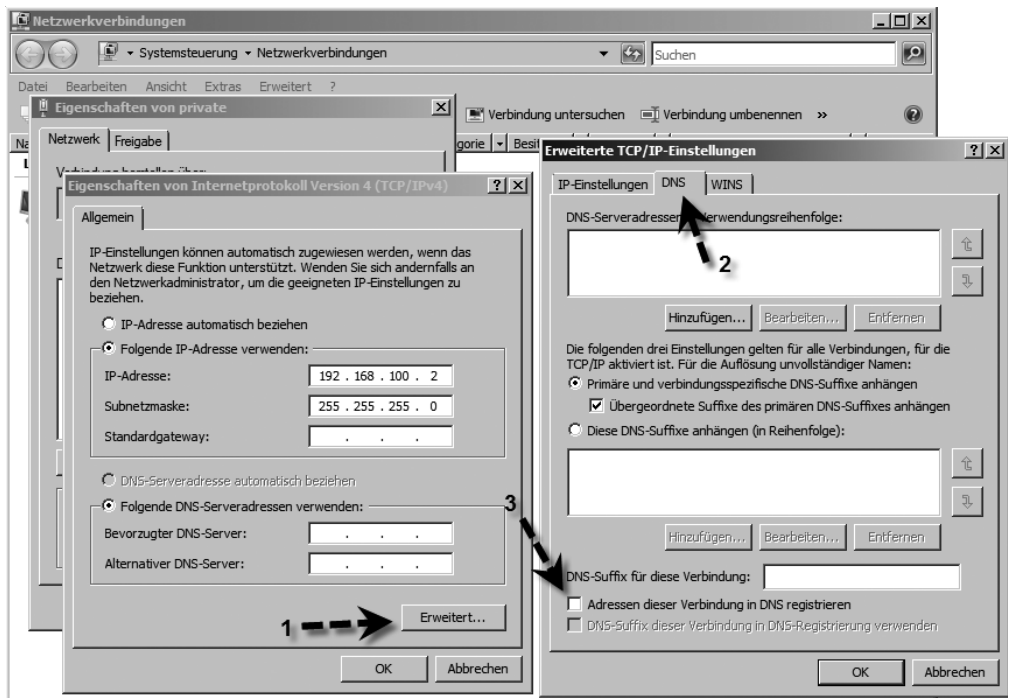 Netzwerkverbindungen
Systemsteuerung Netzwerkverbindungen
Suchen
Datei Bearbeiten Ansicht Extras Erweitert ?
Verbindung untersuchen Verbindung umbenennen »
gorie Besi
Eigenschaften von private
Netzwerk Freigabe
Verbindung herstellen über:
Eigenschaften von Internetprotokoll Version 4 (TCP/IPv4)
Allgemein
IP-Einstellungen können automatisch zugewiesen werden, wenn das
Netzwerk diese Funktion unterstützt. Wenden Sie sich andernfalls an
den Netzwerkadministrator, um die geeigneten IP-Einstellungen zu
beziehen.
IP-Adresse automatisch beziehen
Folgende IP-Adresse verwenden:
IP-Adresse: 192 . 168 . 100 . 2
Subnetzmaske: 255 . 255 . 255 . 0
Standardgateway: . . .
DNS-Serveradresse automatisch beziehen
Folgende DNS-Serveradressen verwenden:
Bevorzugter DNS-Server: . . .
Alternativer DNS-Server: . . .
1
Erweitert...
OK Abbrechen
Erweiterte TCP/IP-Einstellungen
IP-Einstellungen DNS WINS
DNS-Serveradressen Verwendungsreihenfolge:
2
Hinzufügen... Bearbeiten... Entfernen
Die folgenden drei Einstellungen gelten für alle Verbindungen, für die
TCP/IP aktiviert ist. Für die Auflösung unvollständiger Namen:
Primäre und verbindungsspezifische DNS-Suffixe anhängen
Übergeordnete Suffixe des primären DNS-Suffixes anhängen
Diese DNS-Suffixe anhängen (in Reihenfolge):
3
Hinzufügen... Bearbeiten... Entfernen
DNS-Suffix für diese Verbindung:
Adressen dieser Verbindung in DNS registrieren
DNS-Suffix dieser Verbindung in DNS-Registrierung verwenden
OK Abbrechen